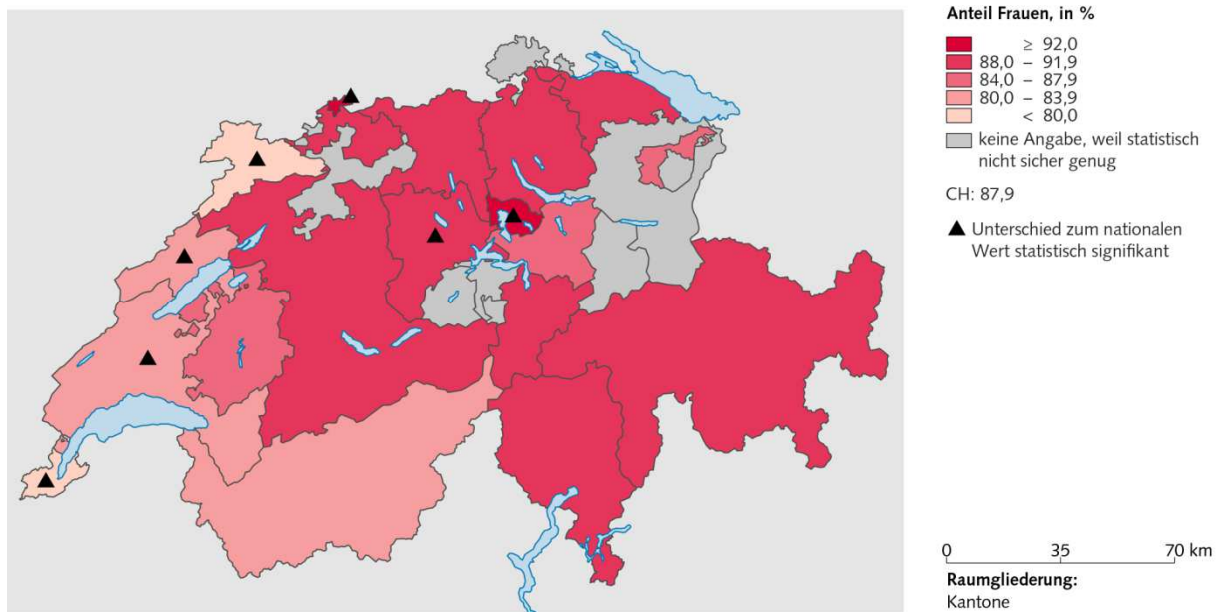 Anteil Frauen, in %
≥ 92,0
88,0 – 91,9
84,0 – 87,9
80,0 – 83,9
< 80,0
keine Angabe, weil statistisch
nicht sicher genug
CH: 87,9
Unterschied zum nationalen
Wert statistisch signifikant
0 35 70 km
Raumgliederung:
Kantone